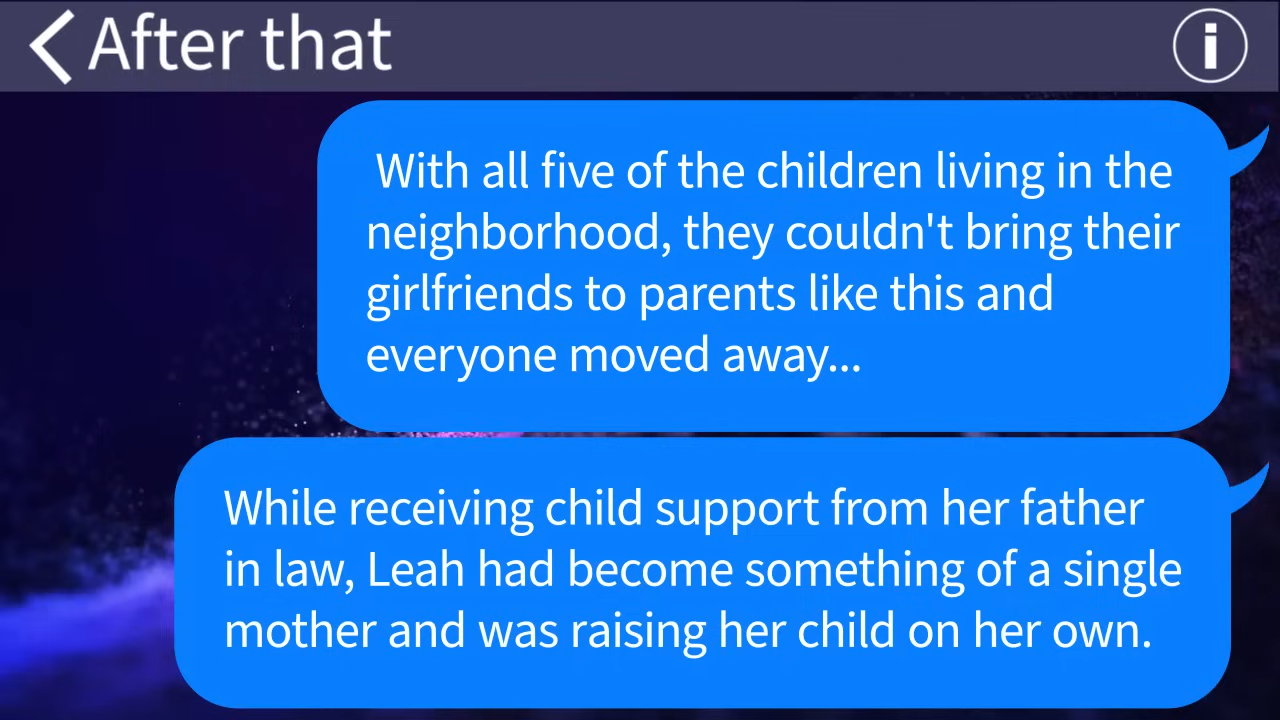 After that
With all five of the children living in the
neighborhood, they couldn't bring their
girlfriends to parents like this and
everyone moved away...
While receiving child support from her father
in law, Leah had become something of a single
mother and was raising her child on her own.